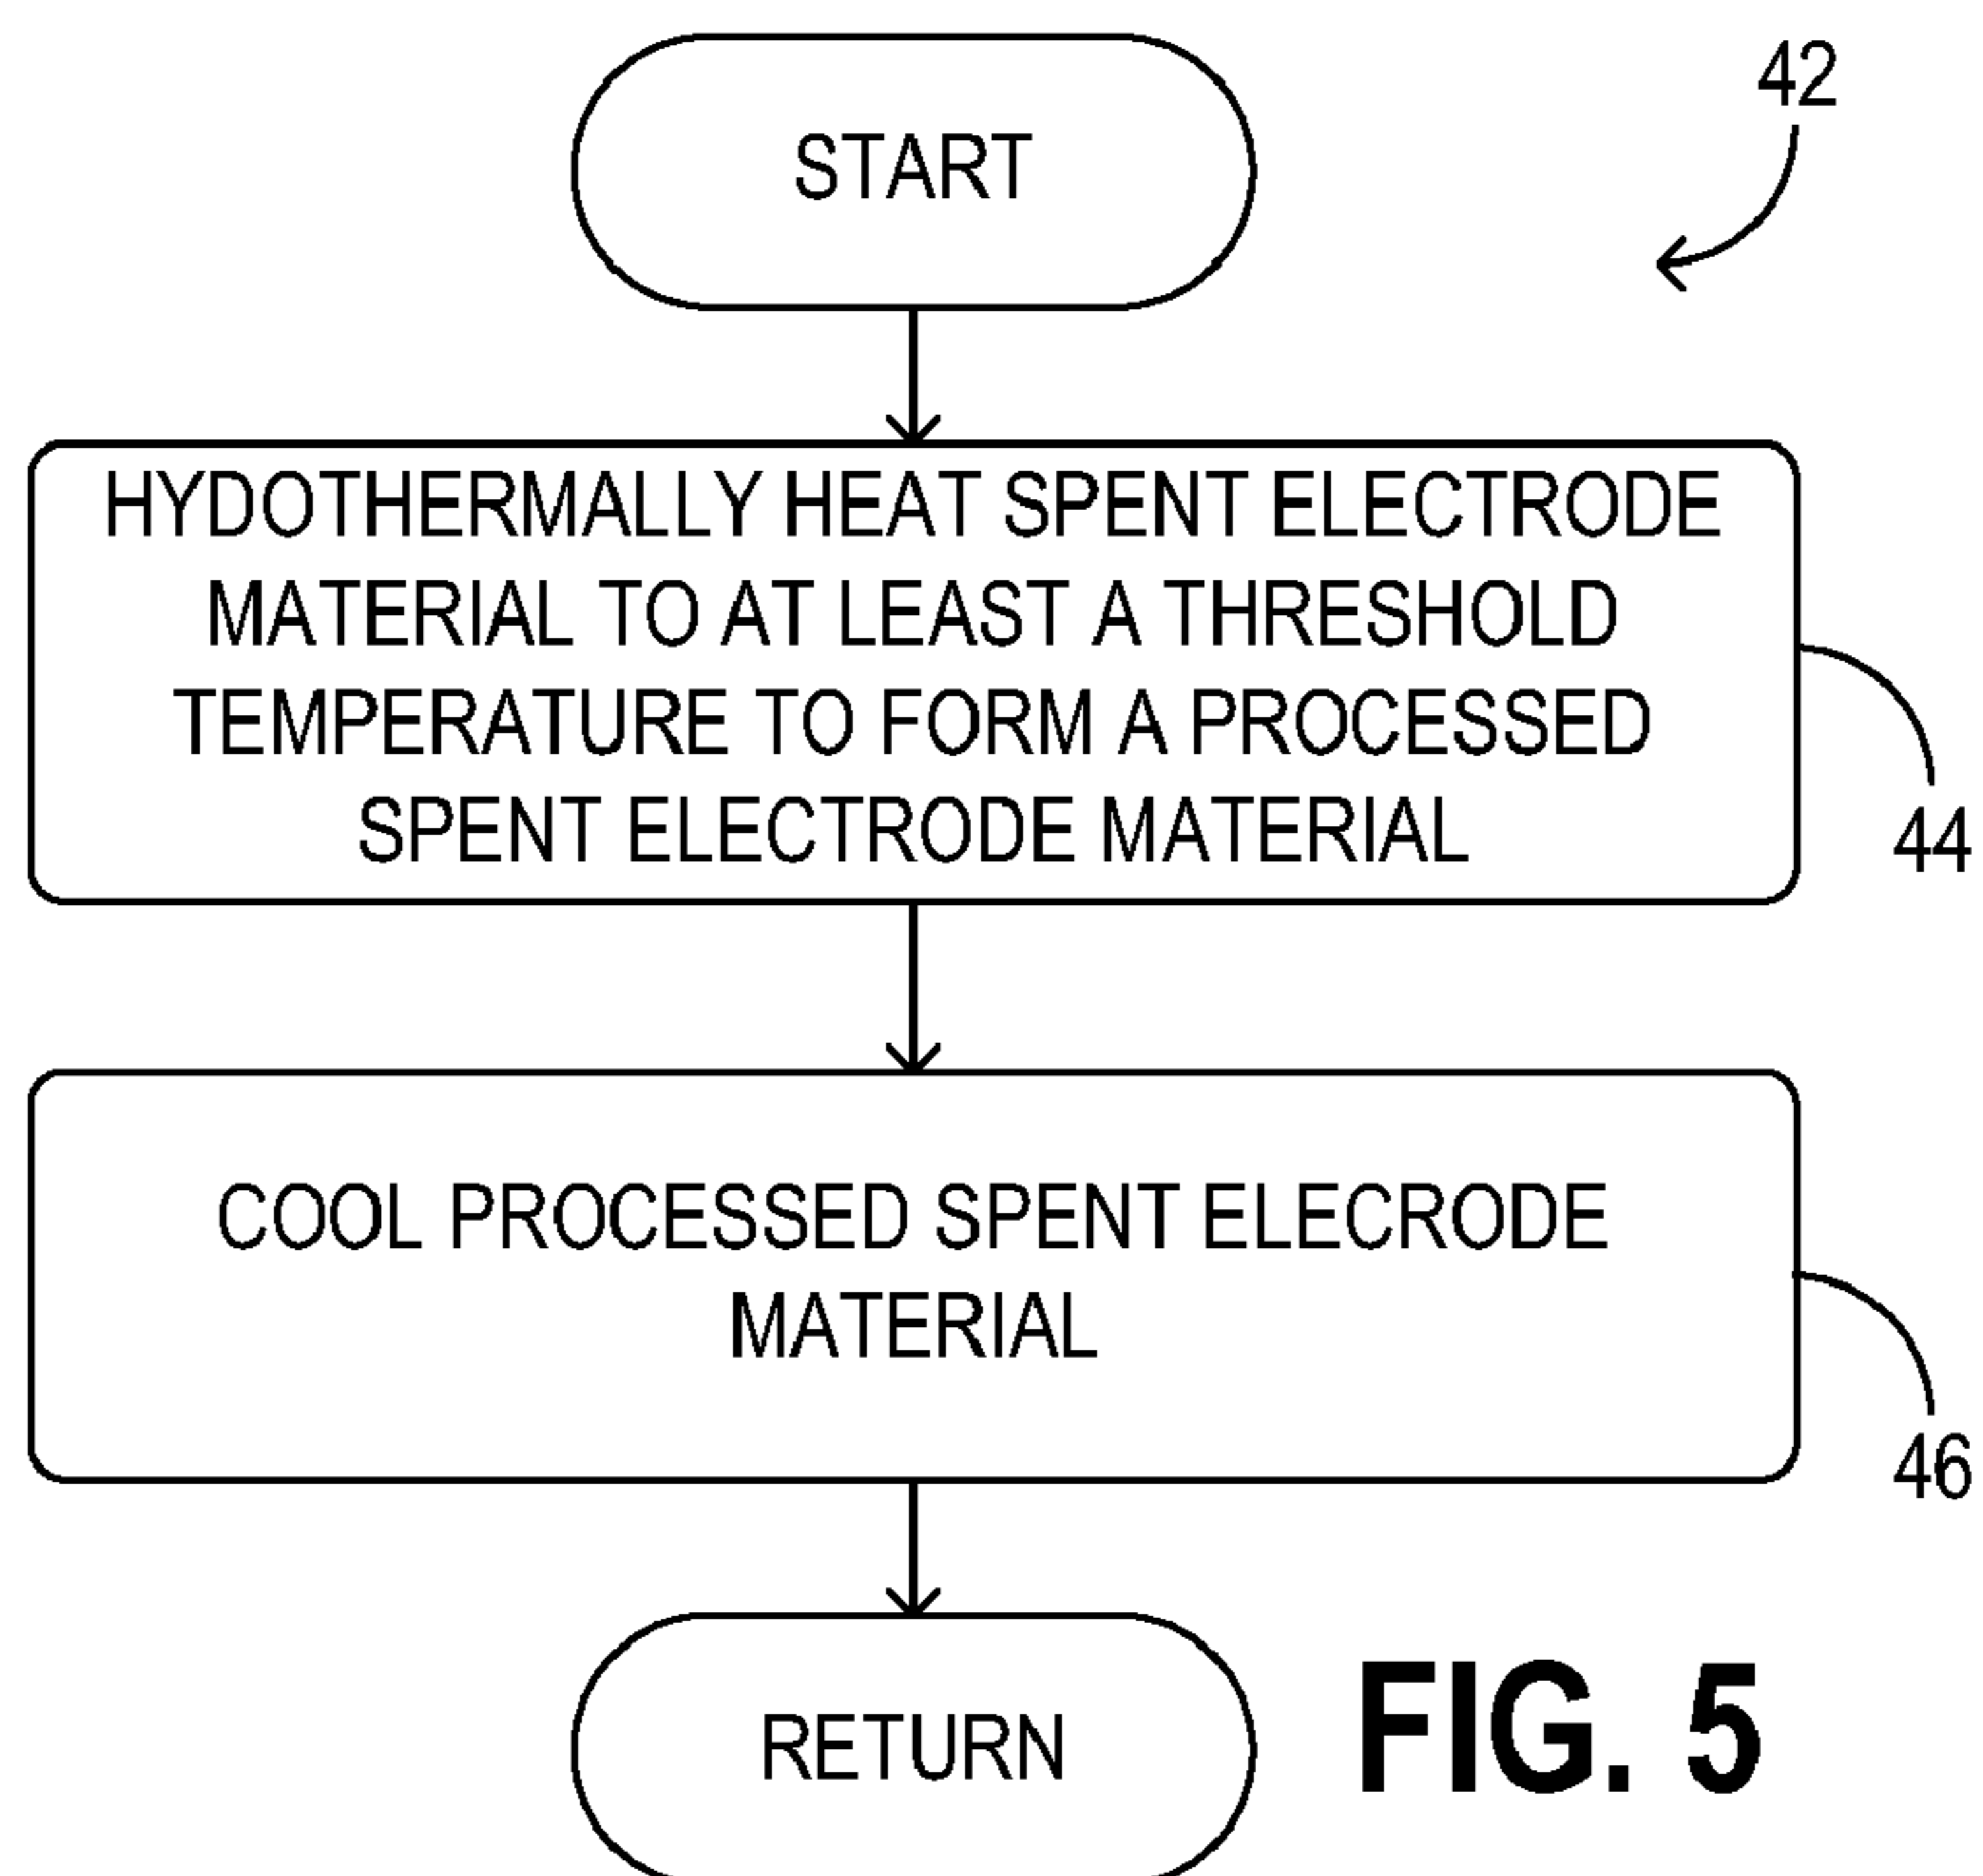 START
42
HYDOTHERMALLY HEAT SPENT ELECTRODE
MATERIAL TO AT LEAST A THRESHOLD
TEMPERATURE TO FORM A PROCESSED
SPENT ELECTRODE MATERIAL
44
COOL PROCESSED SPENT ELECRODE
MATERIAL
46
RETURN
FIG. 5